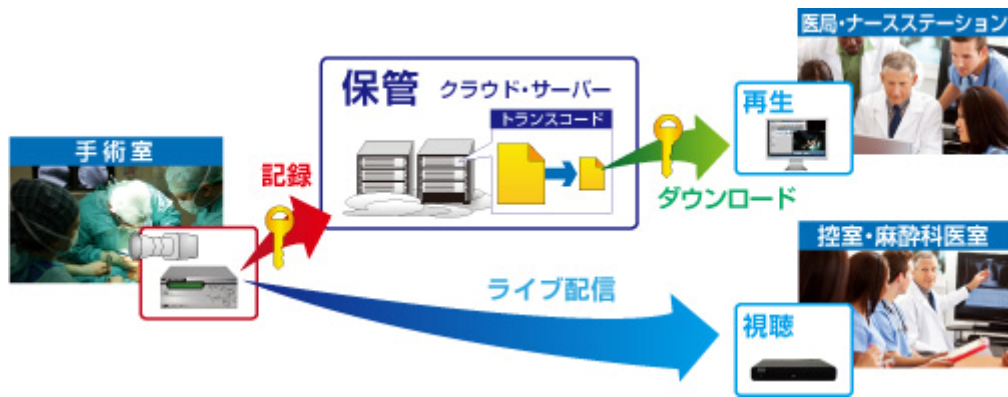 手術室
記録
保管 クラウド・サーバー
トランスコード
ダウンロード
医局・ナースステーション
再生
ライブ配信
控室・麻酔科医室
視聴